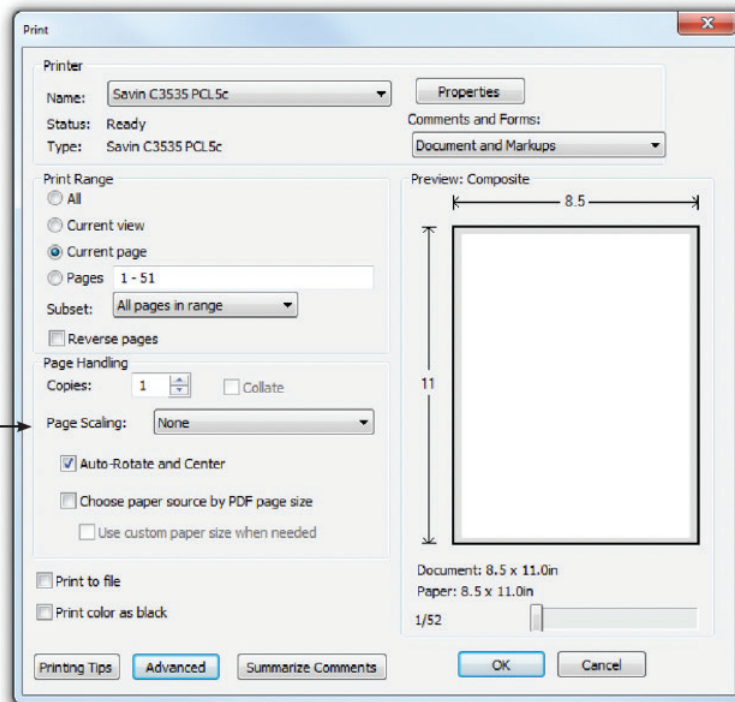 Print
Printer
Name: Savin C3535 PCL5c
Properties
Status: Ready
Type: Savin C3535 PCL5c
Comments and Forms:
Document and Markups
Print Range
All
Current view
Current page
Pages 1 - 51
Subset: All pages in range
Reverse pages
Page Handling
Copies: 1 Collate
Page Scaling: None
Auto-Rotate and Center
Choose paper source by PDF page size
Use custom paper size when needed
Print to file
Print color as black
Preview: Composite
8.5
11
Document: 8.5 x 11.0in
Paper: 8.5 x 11.0in
1/52
Printing Tips Advanced Summarize Comments OK Cancel